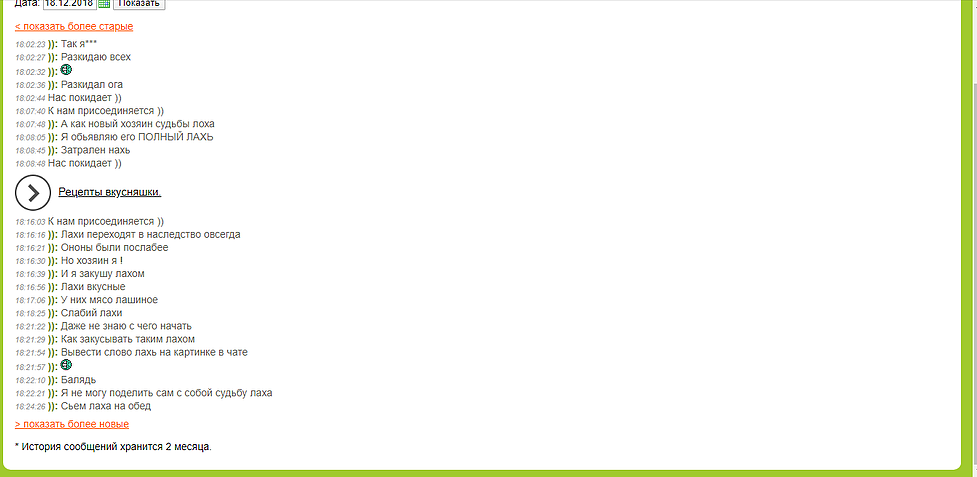 Дата: 18.12.2018 Показать
< показать более старые
18:02:23 )): Так я***
18:02:27 )): Разкидаю всех
18:02:32 )):
18:02:36 )): Разкидал ога
18:02:44 Нас покидает ))
18:07:40 К нам присоединяется ))
18:07:48 )): А как новый хозяин судьбы лоха
18:08:05 )): Я обьявляю его ПОЛНЫЙ ЛАХЬ
18:08:45 )): Затрален нахь
18:08:48 Нас покидает ))
Рецепты вкусняшки.
18:16:03 К нам присоединяется ))
18:16:16 )): Лахи переходят в наследство овсегда
18:16:21 )): Ононы были послабее
18:16:30 )): Но хозяин я !
18:16:39 )): И я закушу лахом
18:16:56 )): Лахи вкусные
18:17:06 )): У них мясо лашиное
18:18:25 )): Слабий лахи
18:21:22 )): Даже не знаю с чего начать
18:21:29 )): Как закусывать таким лахом
18:21:54 )): Вывести слово лахь на картинке в чате
18:21:57 )):
18:22:10 )): Балядь
18:22:21 )): Я не могу поделить сам с собой судьбу лаха
18:24:26 )): Сьем лаха на обед
> показать более новые
* История сообщений хранится 2 месяца.